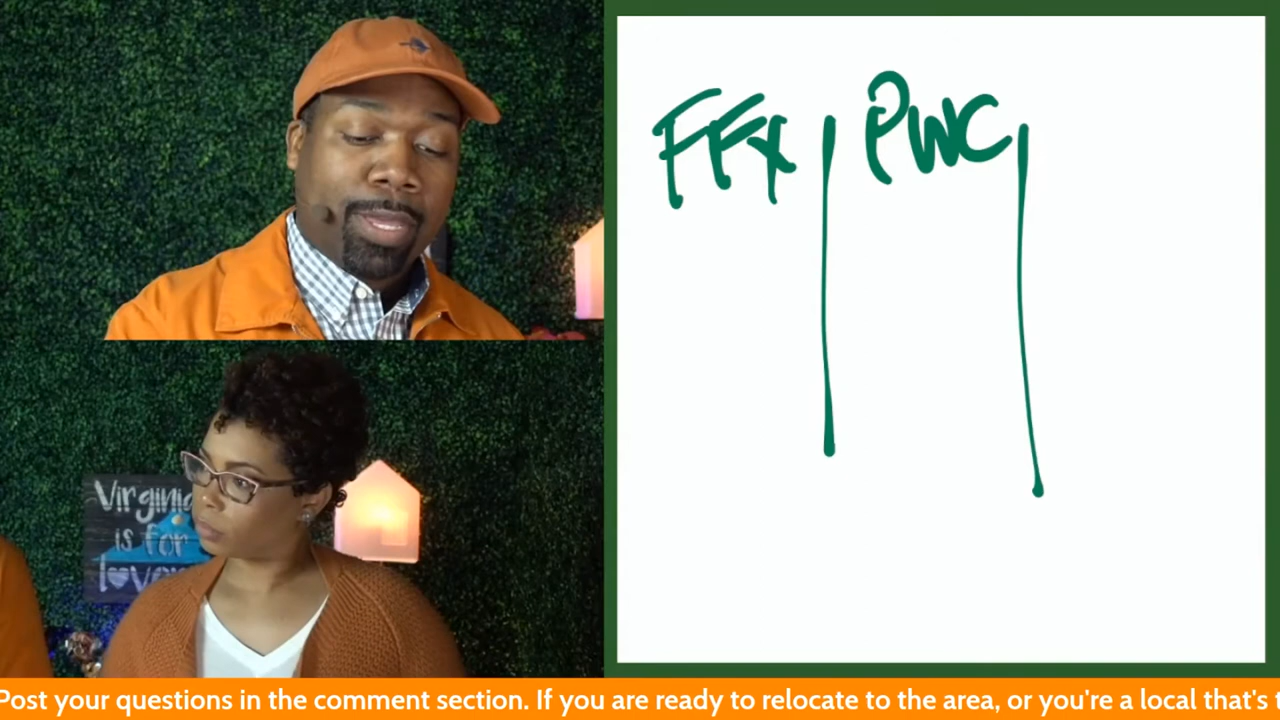 FFX PWC
Virginia
is for
lovers
Post your questions in the comment section. If you are ready to relocate to the area, or you're a local that's t